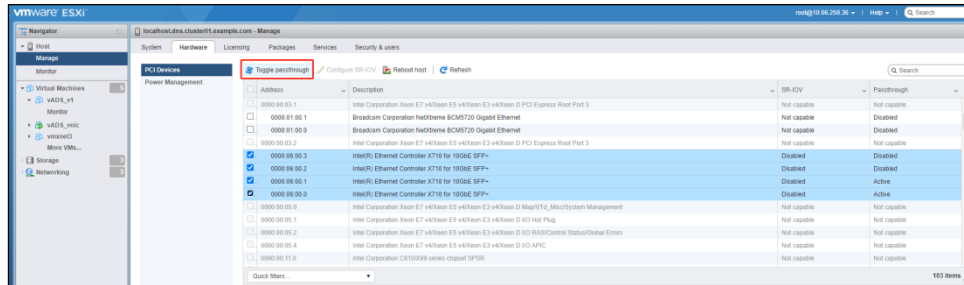 vmware ESXi
root@10.66.250.36 | Help | Search
Navigator
localhost.dns.cluster01.example.com - Manage
Host
Manage
Monitor
Virtual Machines 5
vADS_v1
Monitor
vADS_vnic
vmxnet3
More VMs...
Storage 3
Networking 3
System Hardware Licensing Packages Services Security & users
PCI Devices
Power Management
Toggle passthrough Configure SR-IOV Reboot host Refresh Search
Address Description SR-IOV Passthrough
0000:00:03.1 Intel Corporation Xeon E7 v4/Xeon E5 v4/Xeon E3 v4/Xeon D PCI Express Root Port 3 Not capable Not capable
0000:01:00.1 Broadcom Corporation NetXtreme BCM5720 Gigabit Ethernet Not capable Disabled
0000:01:00.0 Broadcom Corporation NetXtreme BCM5720 Gigabit Ethernet Not capable Disabled
0000:00:03.2 Intel Corporation Xeon E7 v4/Xeon E5 v4/Xeon E3 v4/Xeon D PCI Express Root Port 3 Not capable Not capable
0000:06:00.3 Intel(R) Ethernet Controller X710 for 10GbE SFP+ Disabled Disabled
0000:06:00.2 Intel(R) Ethernet Controller X710 for 10GbE SFP+ Disabled Disabled
0000:06:00.1 Intel(R) Ethernet Controller X710 for 10GbE SFP+ Disabled Active
0000:06:00.0 Intel(R) Ethernet Controller X710 for 10GbE SFP+ Disabled Active
0000:00:05.0 Intel Corporation Xeon E7 v4/Xeon E5 v4/Xeon E3 v4/Xeon D Map/VTd_Misc/System Management Not capable Not capable
0000:00:05.1 Intel Corporation Xeon E7 v4/Xeon E5 v4/Xeon E3 v4/Xeon D I/O Hot Plug Not capable Not capable
0000:00:05.2 Intel Corporation Xeon E7 v4/Xeon E5 v4/Xeon E3 v4/Xeon D I/O RAS/Control Status/Global Errors Not capable Not capable
0000:00:05.4 Intel Corporation Xeon E7 v4/Xeon E5 v4/Xeon E3 v4/Xeon D I/O APIC Not capable Not capable
0000:00:11.0 Intel Corporation C610/X99 series chipset SPSR Not capable Not capable
Quick filters... 103 items